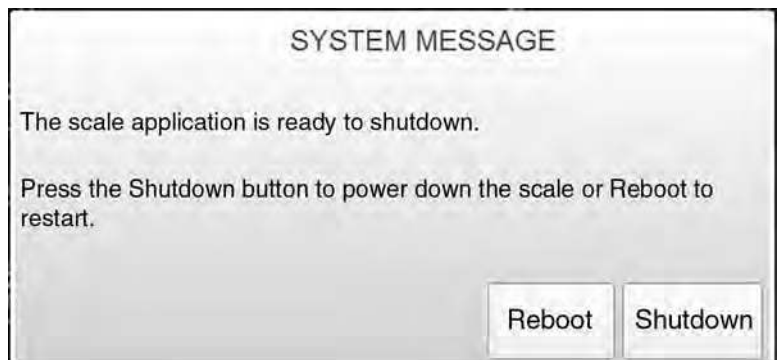 SYSTEM MESSAGE
The scale application is ready to shutdown.
Press the Shutdown button to power down the scale or Reboot to
restart.
Reboot
Shutdown